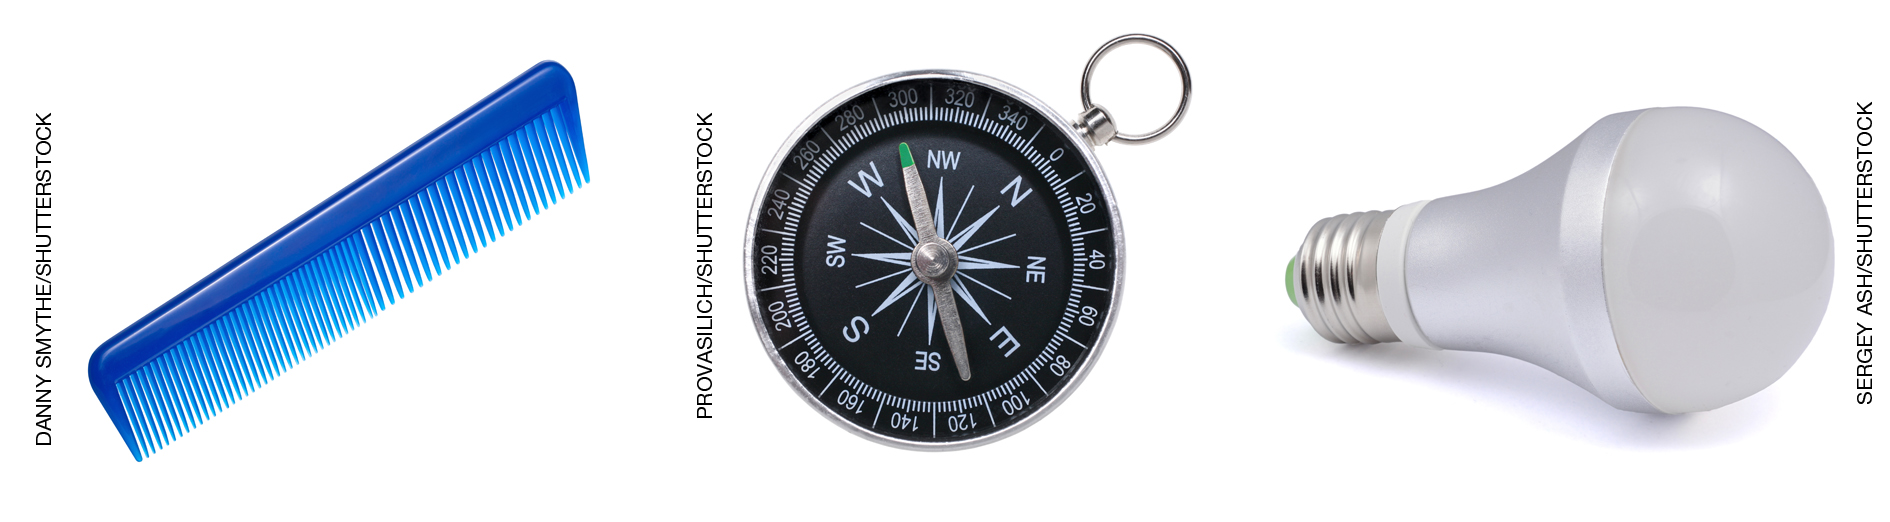 DANNY SMYTHE/SHUTTERSTOCK
PROVASILICH/SHUTTERSTOCK
300
320
340
0
20
40
60
80
100
120
140
160
180
200
220
240
260
280
NW
N
NE
E
SE
S
SW
W
SERGEY ASH/SHUTTERSTOCK